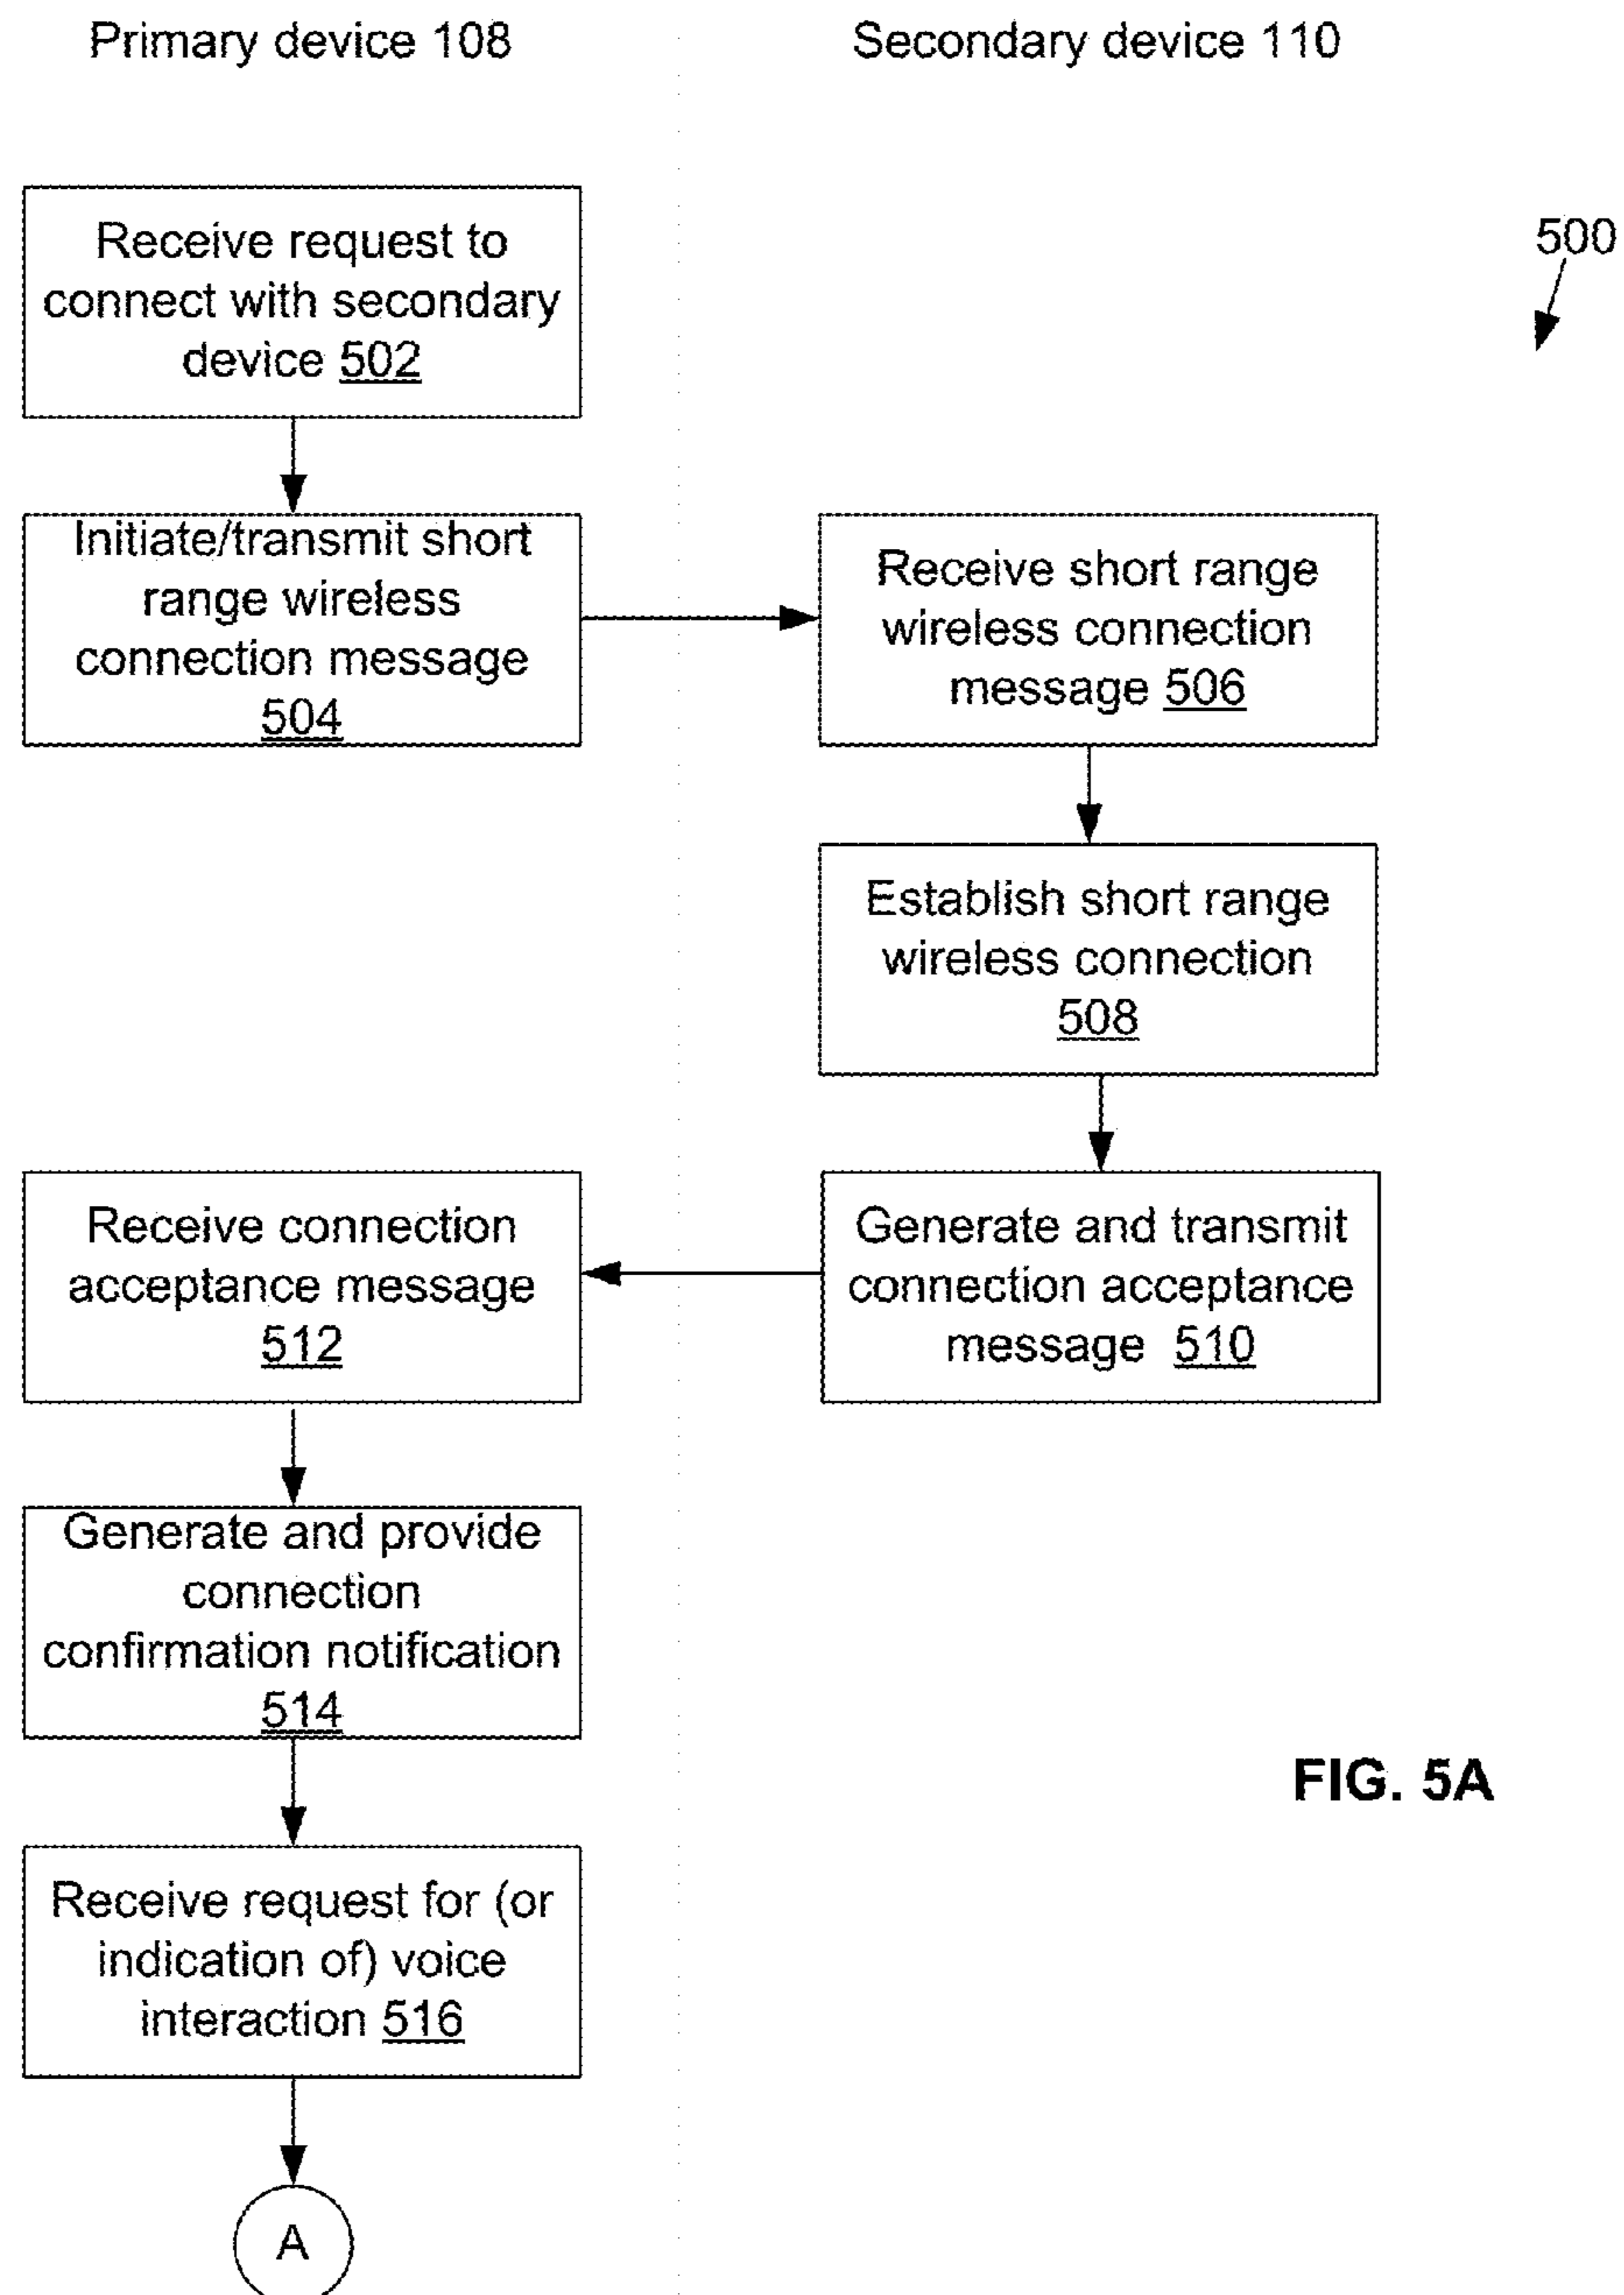 Primary device 108
Secondary device 110
500
Receive request to
connect with secondary
device 502
Initiate/transmit short
range wireless
connection message
504
Receive short range
wireless connection
message 506
Establish short range
wireless connection
508
Generate and transmit
connection acceptance
message 510
Receive connection
acceptance message
512
Generate and provide
connection
confirmation notification
514
Receive request for (or
indication of) voice
interaction 516
A
FIG. 5A